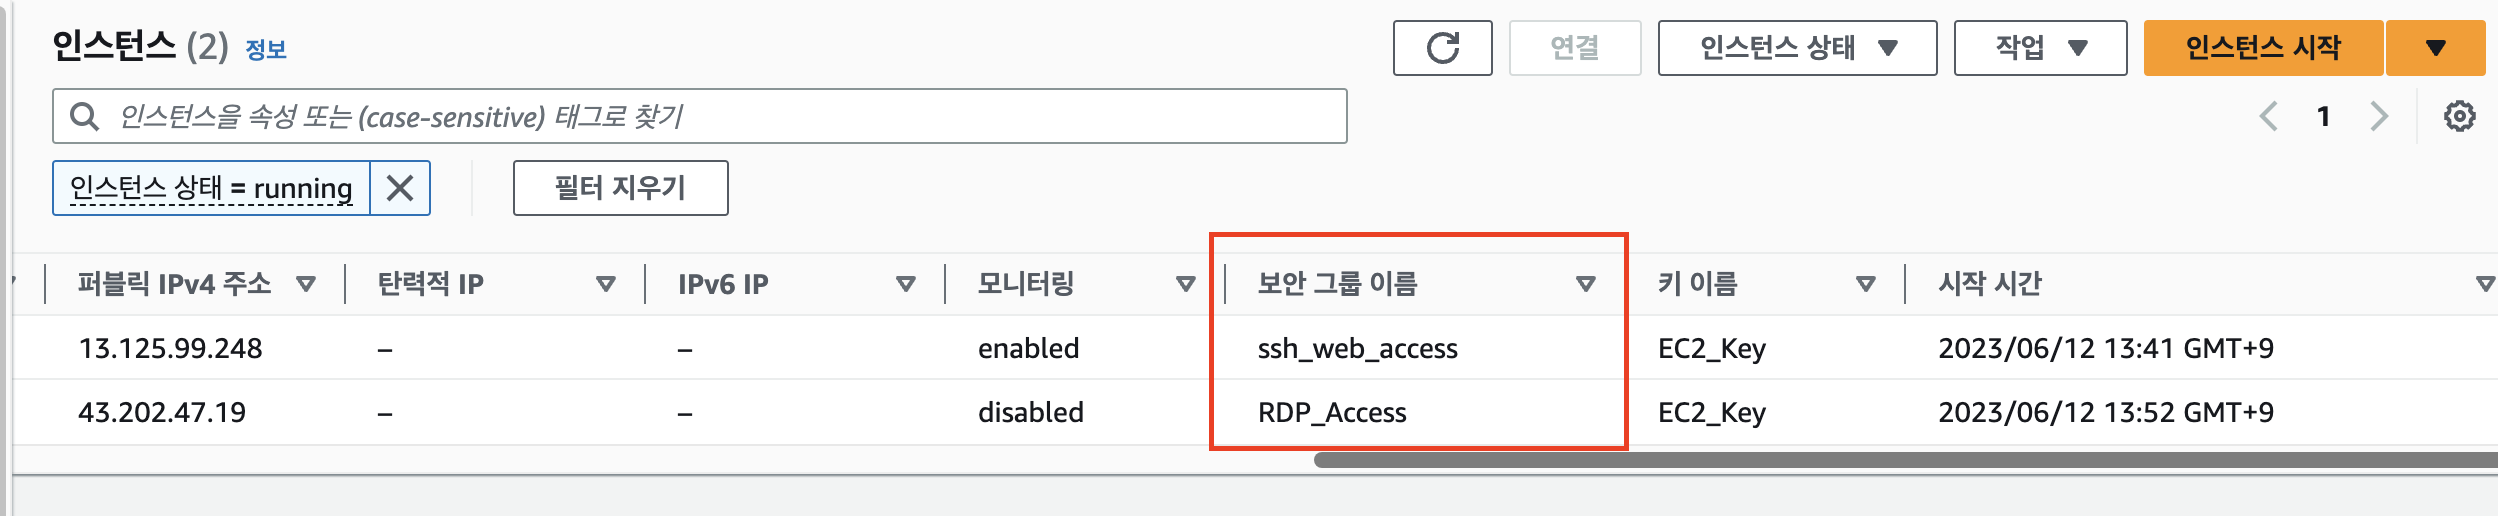 인스턴스 (2) 정보
연결
인스턴스 상태
작업
인스턴스 시작
인스턴스을 속성 또는 (case-sensitive) 태그로 찾기
1
인스턴스 상태 = running
필터 지우기
퍼블릭 IPv4 주소 탄력적 IP IPv6 IP 모니터링 보안 그룹 이름 키 이름 시작 시간
13.125.99.248 – – enabled ssh_web_access EC2_Key 2023/06/12 13:41 GMT+9
43.202.47.19 – – disabled RDP_Access EC2_Key 2023/06/12 13:52 GMT+9